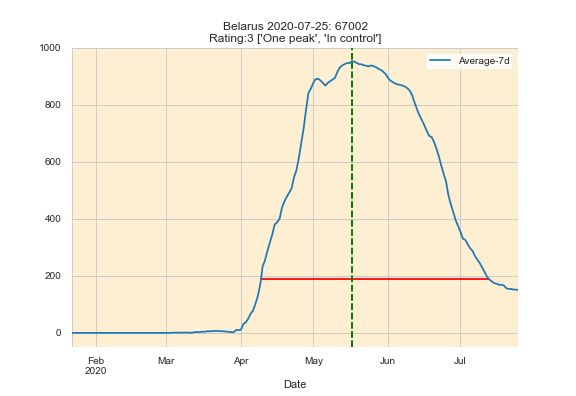 Belarus 2020-07-25: 67002
Rating:3 ['One peak', 'In control']
1000
Average-7d
800
600
400
200
0
Feb Mar Apr May Jun Jul
2020
Date